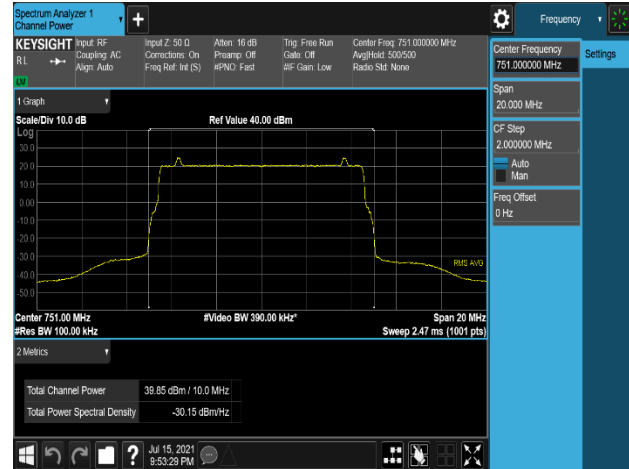 Spectrum Analyzer 1
Channel Power
+
Frequency
KEYSIGHT
R L
LM
Input: RF
Coupling: AC
Align: Auto
Input Z: 50 Ω
Corrections: On
Freq Ref: Int (S)
Atten: 16 dB
Preamp: Off
#PNO: Fast
Trig: Free Run
Gate: Off
#IF Gain: Low
Center Freq: 751.000000 MHz
Avg|Hold: 500/500
Radio Std: None
Center Frequency
751.000000 MHz
Settings
Span
20.000 MHz
CF Step
2.000000 MHz
Auto
Man
Freq Offset
0 Hz
1 Graph
Scale/Div 10.0 dB
Ref Value 40.00 dBm
Log
30.0
20.0
10.0
0.00
-10.0
-20.0
-30.0
-40.0
-50.0
RMS AVG
Center 751.00 MHz
#Video BW 390.00 kHz*
Span 20 MHz
#Res BW 100.00 kHz
Sweep 2.47 ms (1001 pts)
2 Metrics
Total Channel Power 39.85 dBm / 10.0 MHz
Total Power Spectral Density -30.15 dBm/Hz
?
Jul 15, 2021
9:53:29 PM